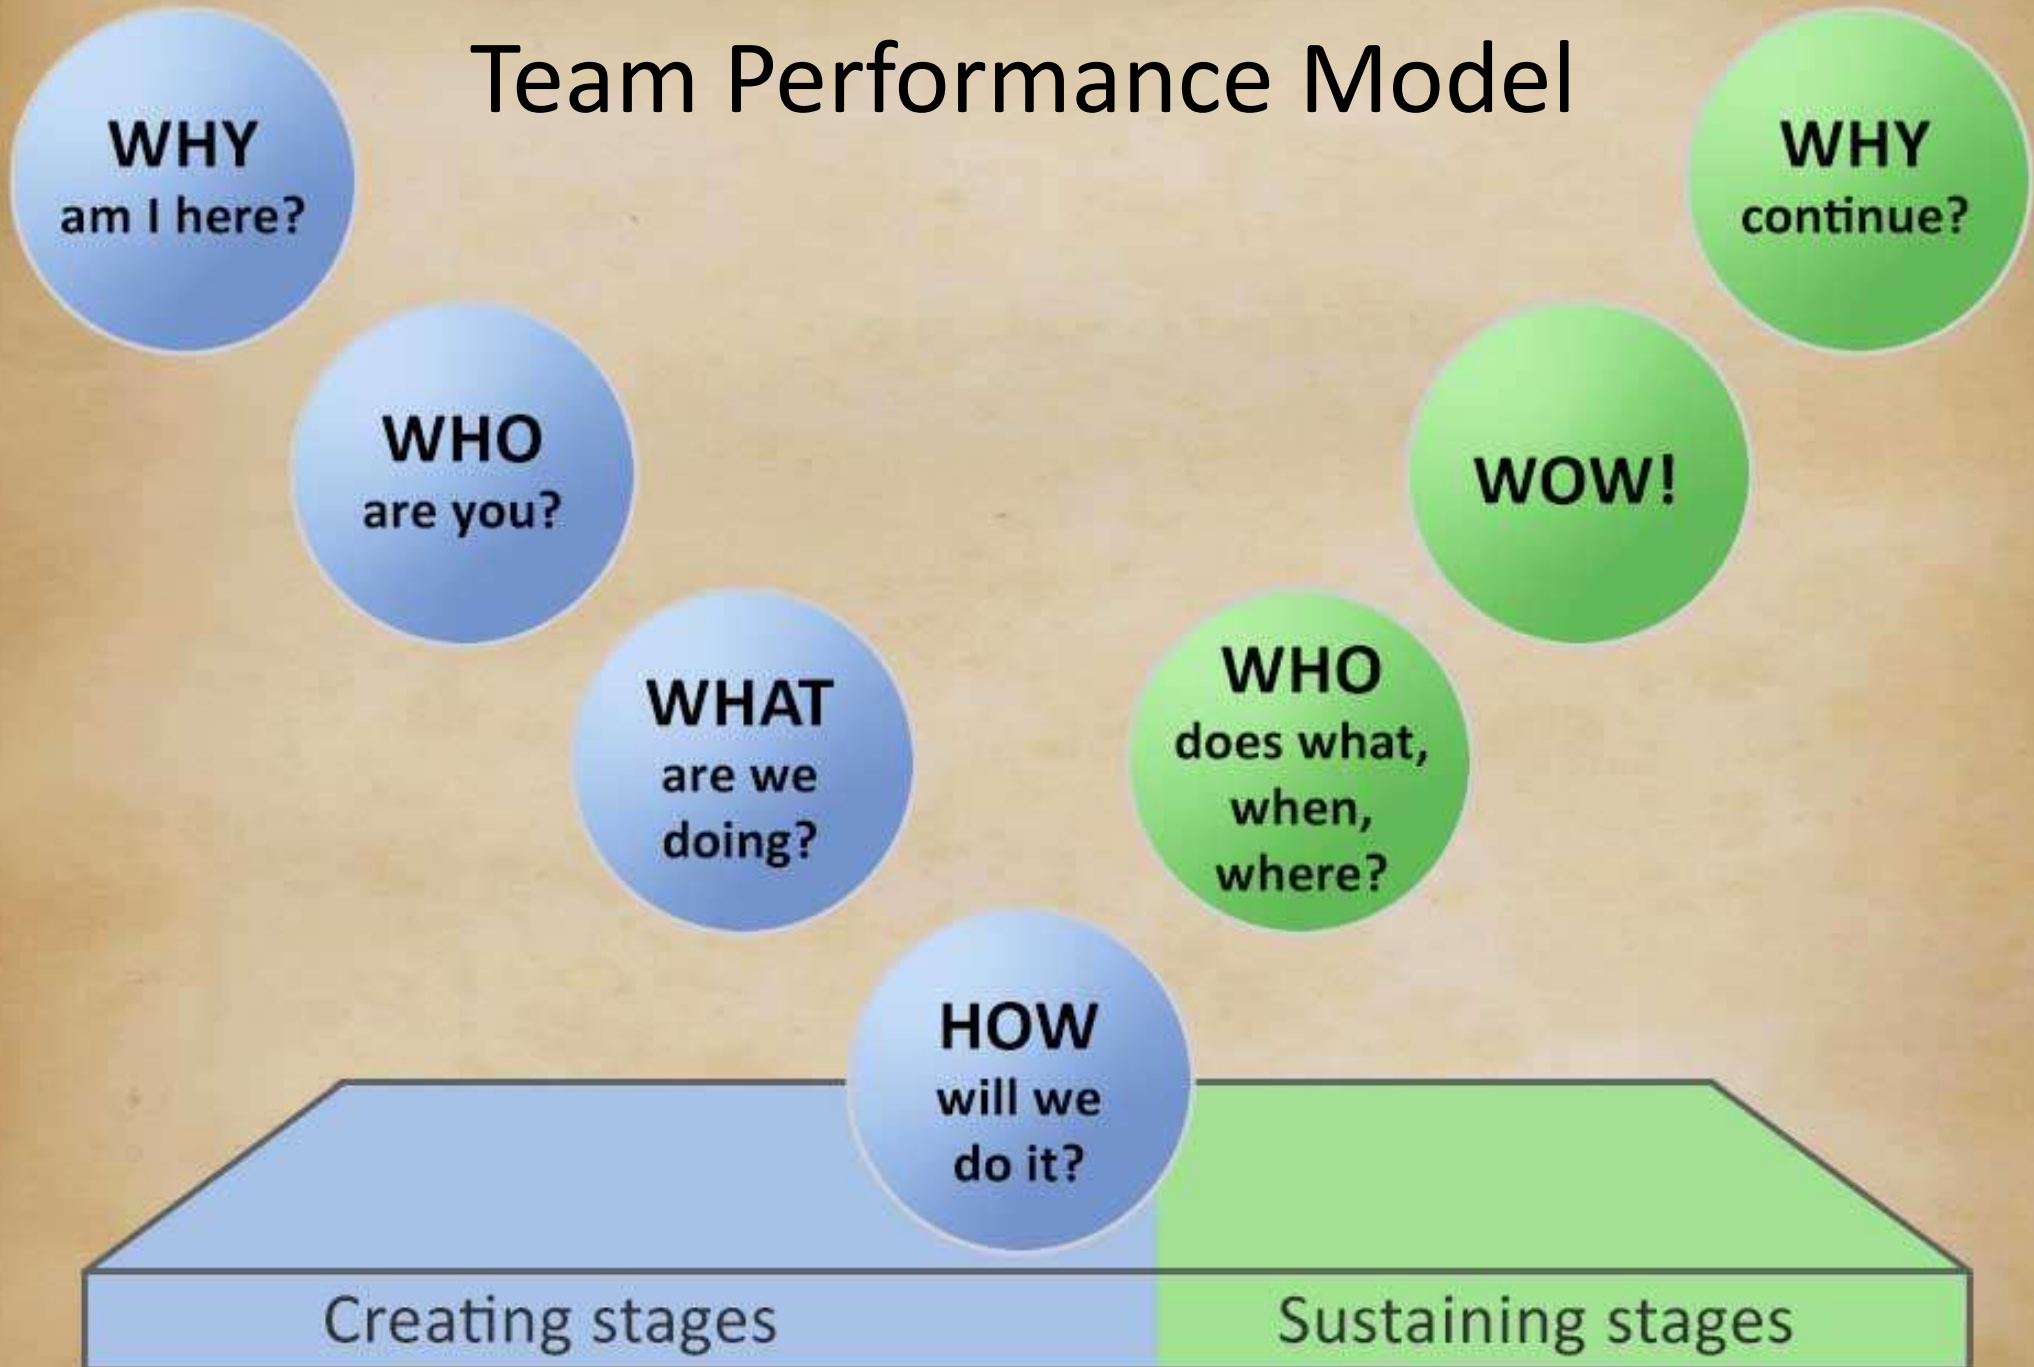 Team Performance Model
WHY
am I here?
WHO
are you?
WHAT
are we
doing?
HOW
will we
do it?
WHO
does what,
when,
where?
WOW!
WHY
continue?
Creating stages
Sustaining stages